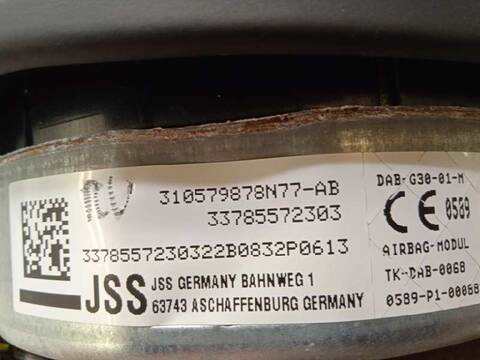 310579878N77-AB
33785572303
3378557230322B0832P0613
JSS
JSS GERMANY BAHNWEG 1
63743 ASCHAFFENBURG GERMANY
DAB-G30-01-M
CE 0589
AIRBAG-MODUL
TK-DAB-0068
0589-P1-00068